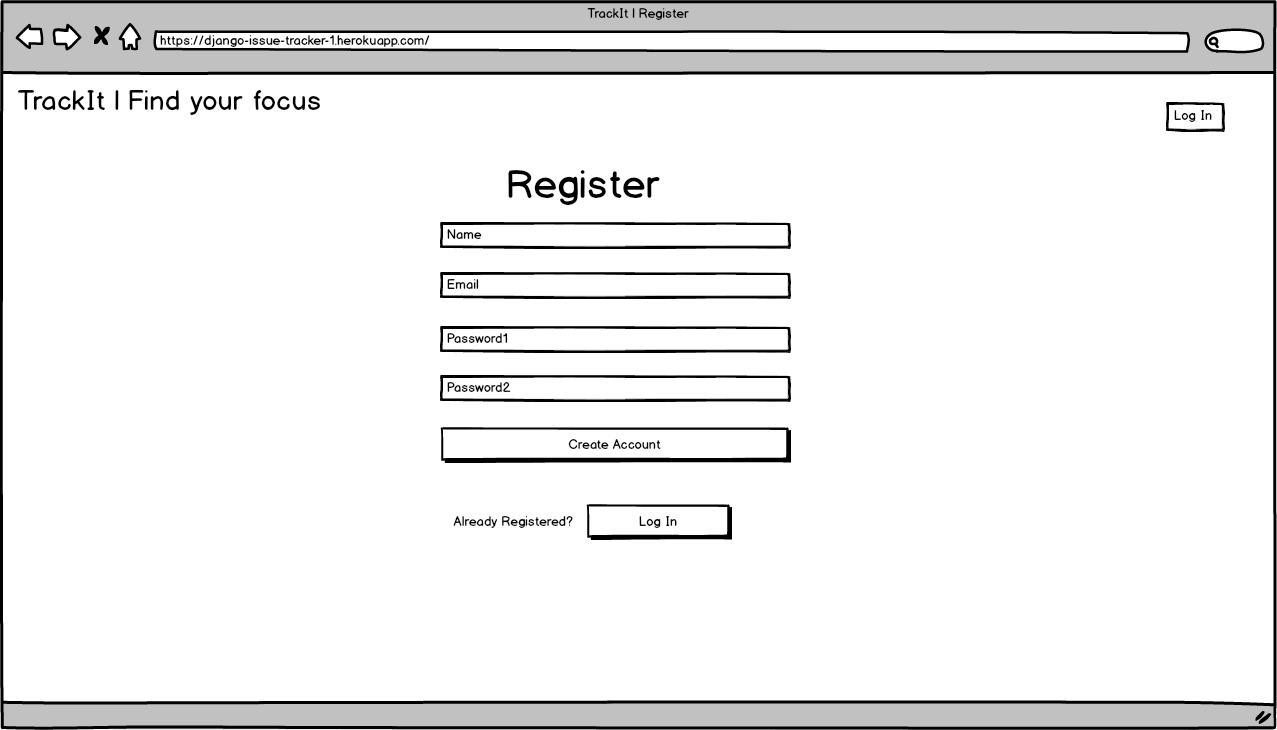 TrackIt | Register
https://django-issue-tracker-1.herokuapp.com/
TrackIt | Find your focus
Log In
Register
Name
Email
Password1
Password2
Create Account
Already Registered? Log In